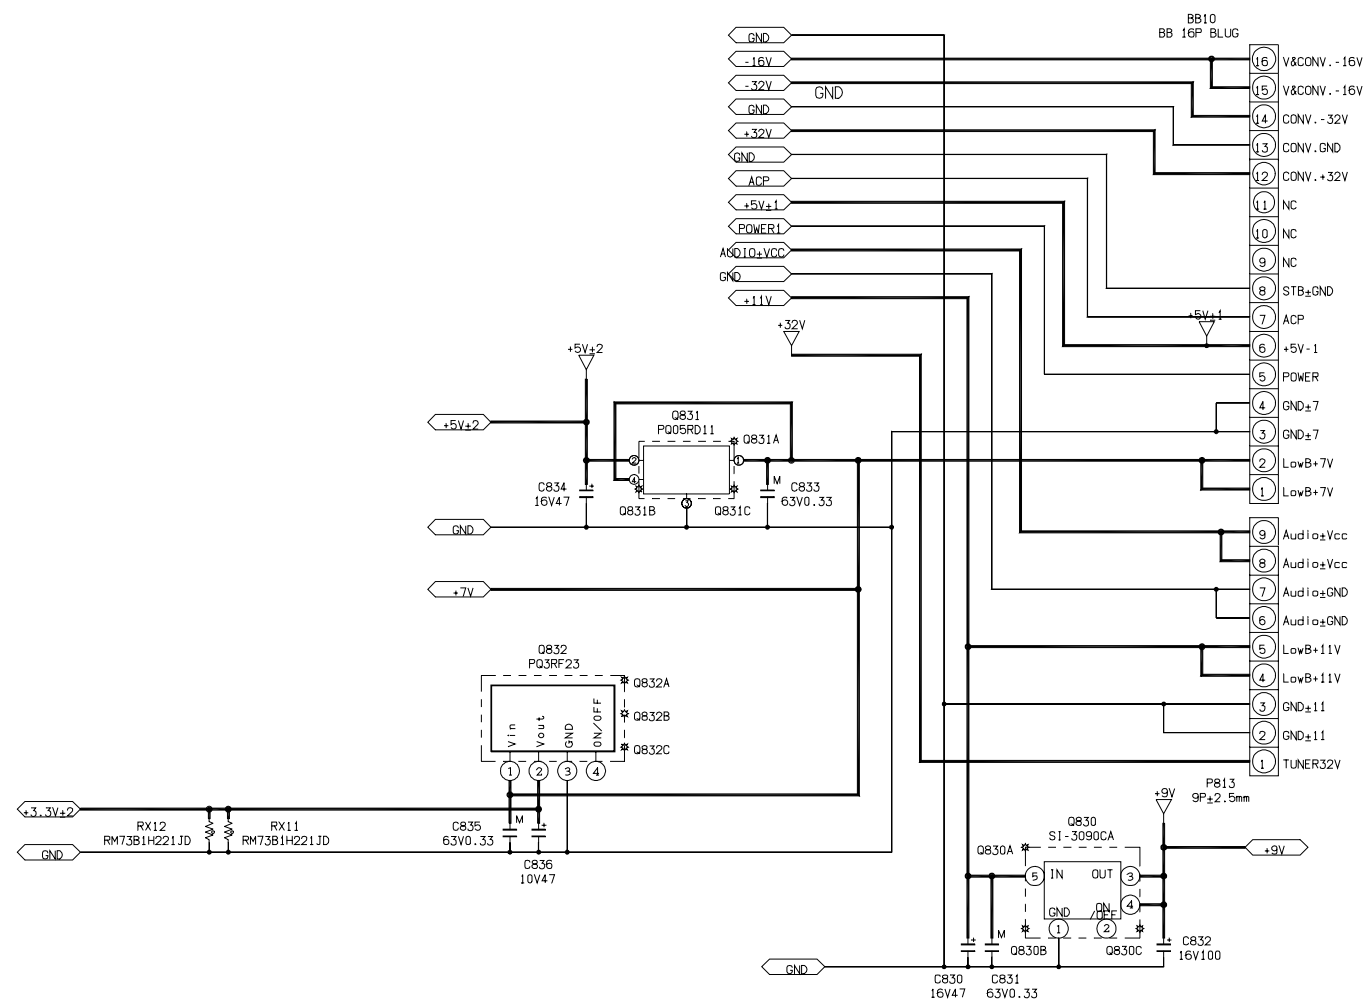 BB10
BB 16P BLUG
GND
-16V
-32V
GND
GND
+32V
GND
ACP
+5V±1
POWER1
AUDIO±VCC
GND
+11V
16 V&CONV.-16V
15 V&CONV.-16V
14 CONV.-32V
13 CONV.GND
12 CONV.+32V
11 NC
10 NC
9 NC
8 STB±GND
7 ACP
+5V±1
6 +5V-1
5 POWER
4 GND±7
3 GND±7
2 LowB+7V
1 LowB+7V
9 Audio±Vcc
8 Audio±Vcc
7 Audio±GND
6 Audio±GND
5 LowB+11V
4 LowB+11V
3 GND±11
2 GND±11
1 TUNER32V
P813
9P±2.5mm
+32V
+5V±2
+5V±2
Q831
PQ05RD11
Q831A
2
1
4
3
C834
16V47
+
Q831B
Q831C
M
C833
63V0.33
GND
+7V
Q832
PQ3RF23
Q832A
Q832B
Q832C
Vin
Vout
GND
ON/OFF
1
2
3
4
+3.3V±2
RX12
RM73B1H221JD
RX11
RM73B1H221JD
GND
C835
63V0.33
M
+
C836
10V47
+9V
+9V
Q830
SI-3090CA
Q830A
5 IN
OUT 3
ON
/OFF
4
GND
1
2
Q830B
Q830C
+
C832
16V100
GND
+
C830
16V47
M
C831
63V0.33